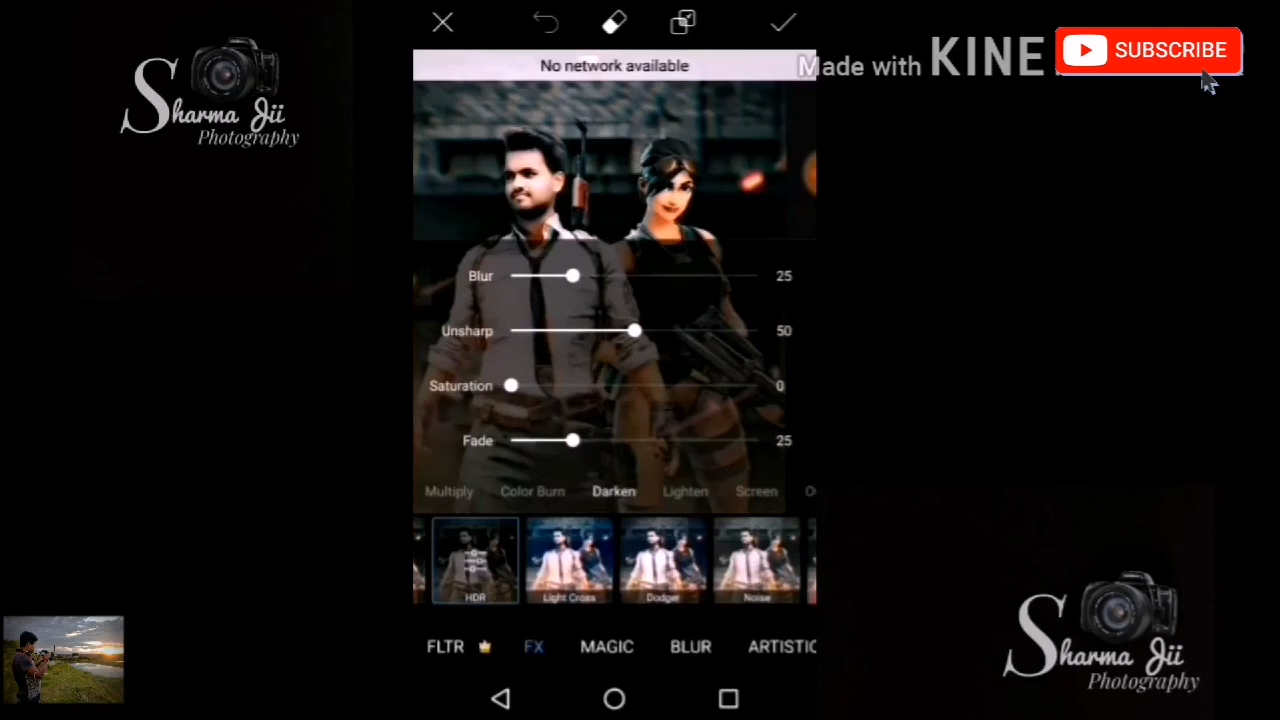 No network available
Made with KINE
SUBSCRIBE
Sharma Jii
Photography
Blur 25
Unsharp 50
Saturation 0
Fade 25
Multiply Color Burn Darken Lighten Screen
HDR Light Cross Dodger Noise
FLTR FX MAGIC BLUR ARTISTIC
Sharma Jii
Photography